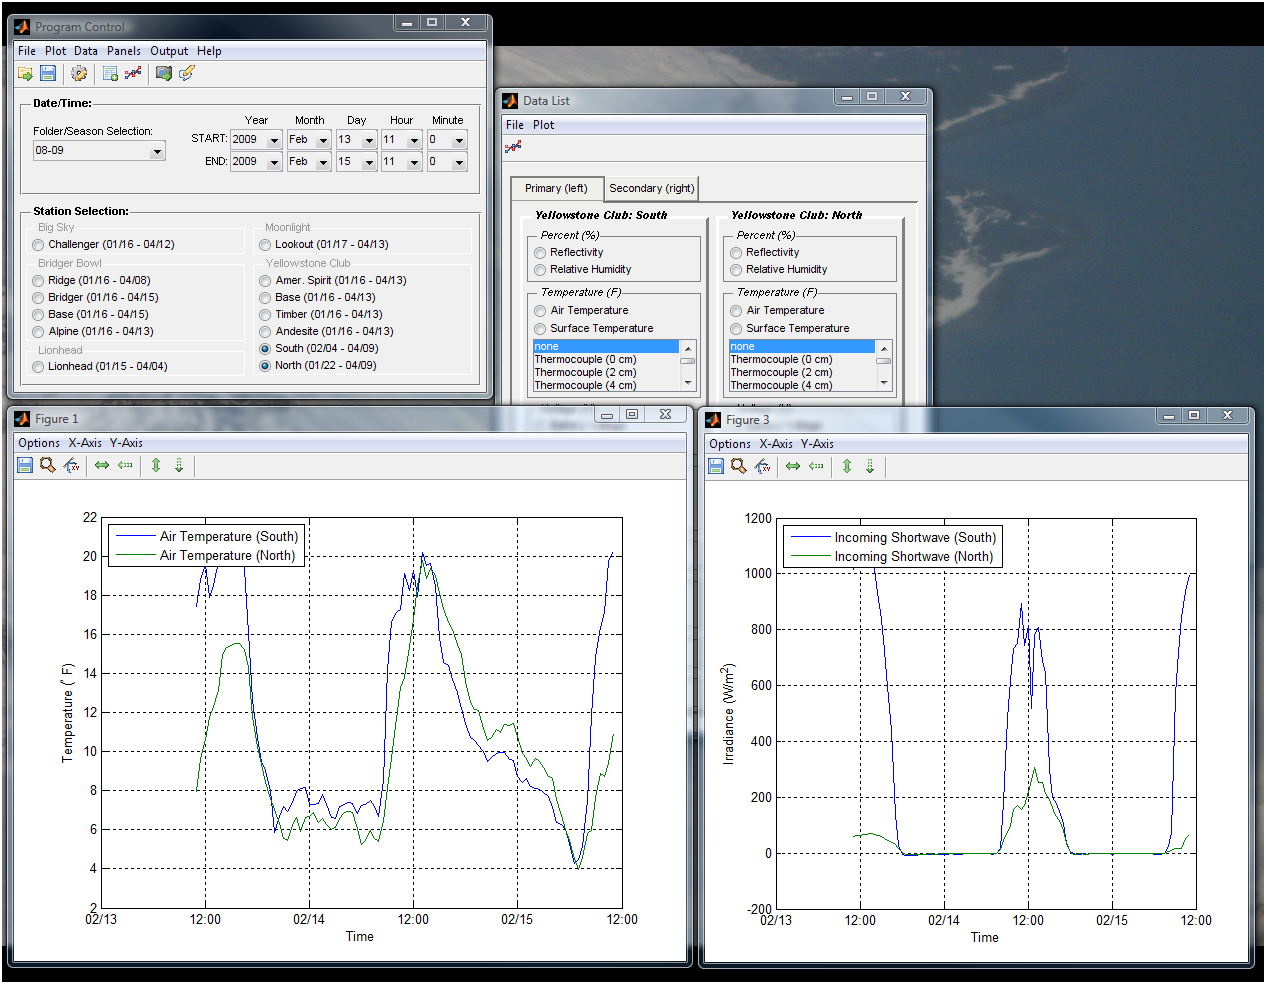 Program Control
File Plot Data Panels Output Help
Date/Time:
Year Month Day Hour Minute
Folder/Season Selection:
START: 2009 Feb 13 11 0
08-09
END: 2009 Feb 15 11 0
Station Selection:
Big Sky
Challenger (01/16 - 04/12)
Bridger Bowl
Ridge (01/16 - 04/08)
Bridger (01/16 - 04/15)
Base (01/16 - 04/15)
Alpine (01/16 - 04/13)
Lionhead
Lionhead (01/15 - 04/04)
Moonlight
Lookout (01/17 - 04/13)
Yellowstone Club
Amer. Spirit (01/16 - 04/13)
Base (01/16 - 04/13)
Timber (01/16 - 04/13)
Andesite (01/16 - 04/13)
South (02/04 - 04/09)
North (01/22 - 04/09)
Data List
File Plot
Primary (left) Secondary (right)
Yellowstone Club: South
Percent (%)
Reflectivity
Relative Humidity
Temperature (F)
Air Temperature
Surface Temperature
none
Thermocouple (0 cm)
Thermocouple (2 cm)
Thermocouple (4 cm)
Yellowstone Club: North
Percent (%)
Reflectivity
Relative Humidity
Temperature (F)
Air Temperature
Surface Temperature
none
Thermocouple (0 cm)
Thermocouple (2 cm)
Thermocouple (4 cm)
Figure 1
Options X-Axis Y-Axis
Air Temperature (South)
Air Temperature (North)
22
20
18
16
14
12
10
8
6
4
2
Temperature (° F)
02/13 12:00 02/14 12:00 02/15 12:00
Time
Figure 3
Options X-Axis Y-Axis
Incoming Shortwave (South)
Incoming Shortwave (North)
1200
1000
800
600
400
200
0
-200
Irradiance (W/m²)
02/13 12:00 02/14 12:00 02/15 12:00
Time